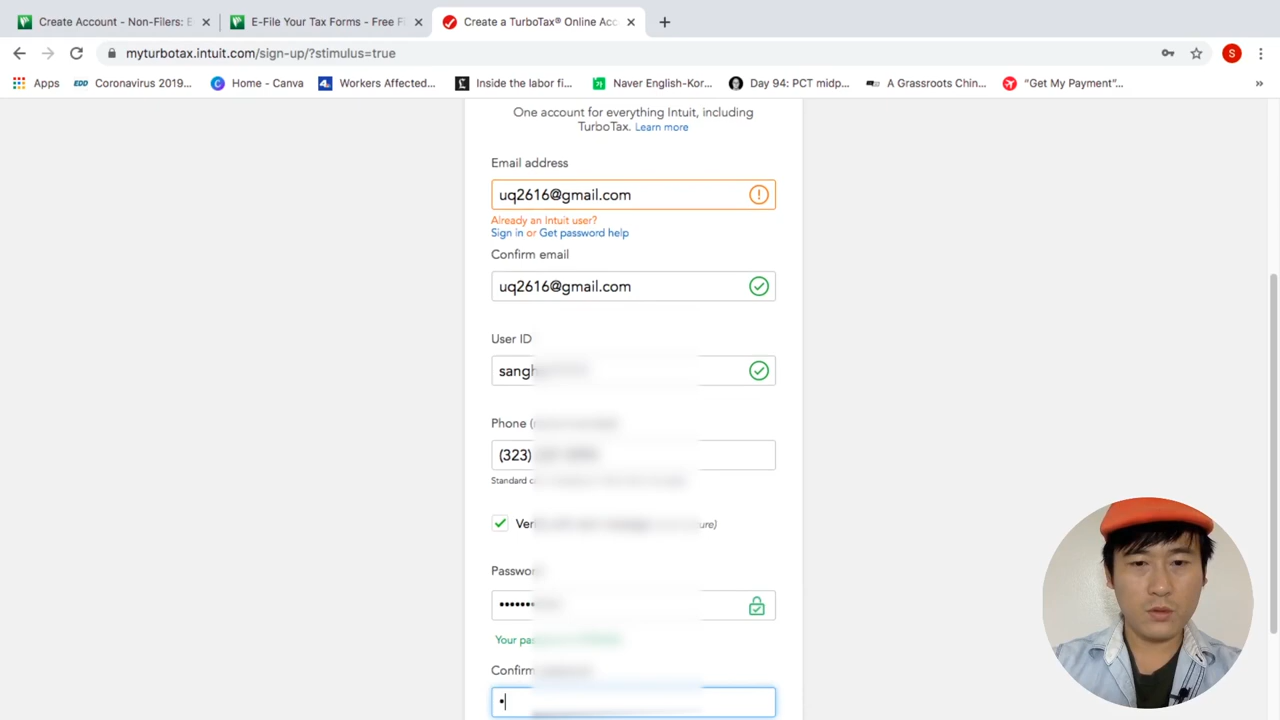 Create Account - Non-Filers: E
E-File Your Tax Forms - Free F
Create a TurboTax® Online Acc
myturbotax.intuit.com/sign-up/?stimulus=true
S
Apps
EDD Coronavirus 2019...
Home - Canva
Workers Affected...
Inside the labor fi...
Naver English-Kor...
Day 94: PCT midp...
A Grassroots Chin...
"Get My Payment"...
»
One account for everything Intuit, including
TurboTax. Learn more
Email address
uq2616@gmail.com
Already an Intuit user?
Sign in or Get password help
Confirm email
uq2616@gmail.com
User ID
sangh
Phone (
(323)
Standard
Ver ure)
Passwor
Your pa
Confirm